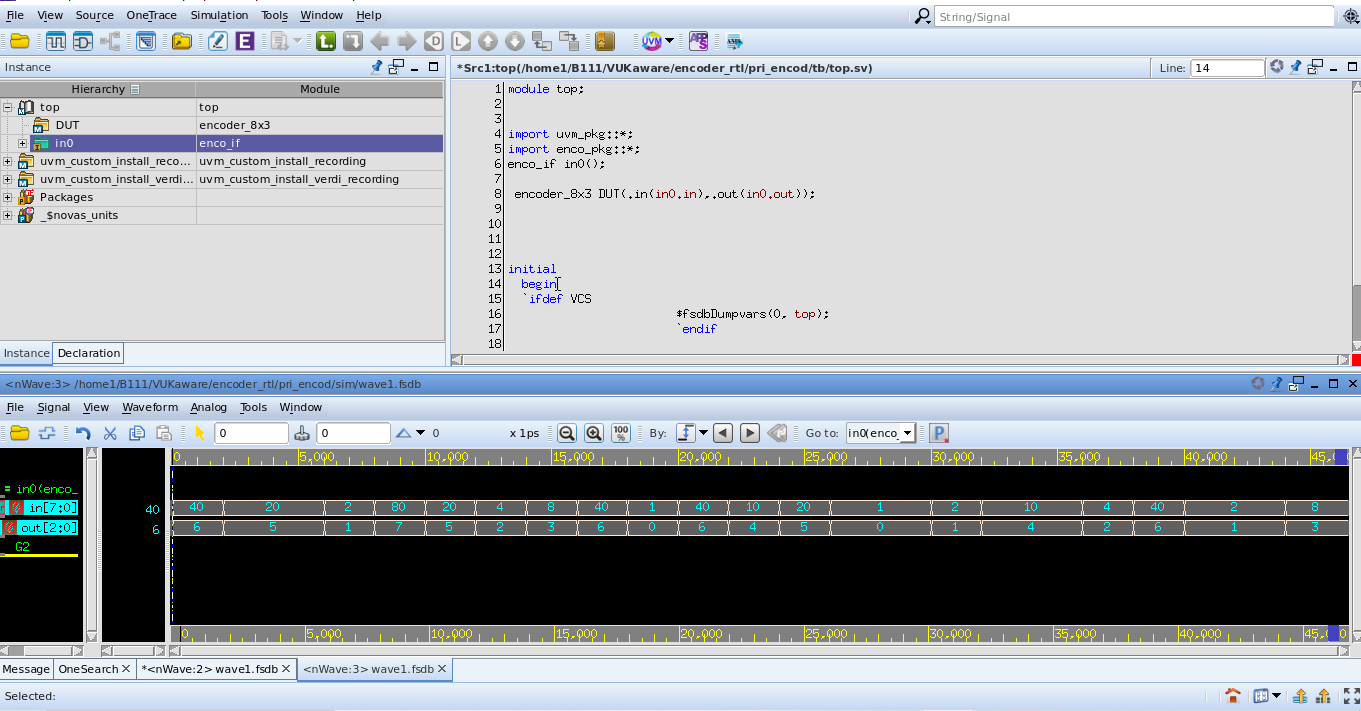 File View Source OneTrace Simulation Tools Window Help
String/Signal
Instance
*Src1:top(/home1/B111/VUKaware/encoder_rtl/pri_encod/tb/top.sv)
Line: 14
Hierarchy Module
top top
DUT encoder_8x3
in0 enco_if
uvm_custom_install_reco... uvm_custom_install_recording
uvm_custom_install_verdi... uvm_custom_install_verdi_recording
Packages
_$novas_units
1 module top;
2
3
4 import uvm_pkg::*;
5 import enco_pkg::*;
6 enco_if in0();
7
8 encoder_8x3 DUT(.in(in0.in),.out(in0.out));
9
10
11
12
13 initial
14 begin
15 `ifdef VCS
16 $fsdbDumpvars(0, top);
17 `endif
18
Instance Declaration
<nWave:3> /home1/B111/VUKaware/encoder_rtl/pri_encod/sim/wave1.fsdb
File Signal View Waveform Analog Tools Window
0 0 0 x 1ps 100 % By: Go to: in0(enco_
0 5,000 10,000 15,000 20,000 25,000 30,000 35,000 40,000 45,0
= in0(enco_
in[7:0] 40 40 20 2 80 20 4 8 40 1 40 10 20 1 2 10 4 40 2 8
out[2:0] 6 6 5 1 7 5 2 3 6 0 6 4 5 0 1 4 2 6 1 3
G2
0 5,000 10,000 15,000 20,000 25,000 30,000 35,000 40,000 45,0
Message OneSearch *<nWave:2> wave1.fsdb <nWave:3> wave1.fsdb
Selected: